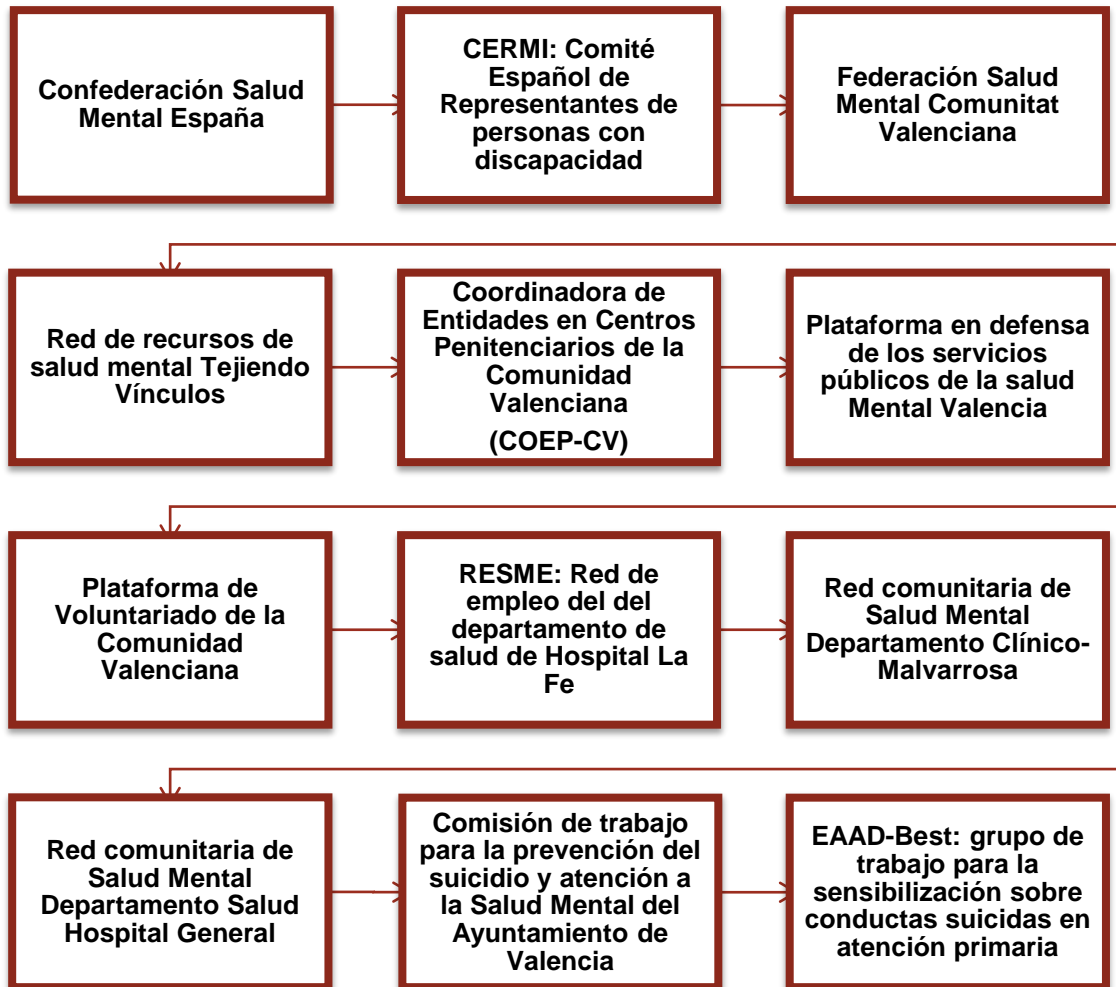 Confederación Salud
Mental España
CERMI: Comité
Español de
Representantes de
personas con
discapacidad
Federación Salud
Mental Comunitat
Valenciana
Red de recursos de
salud mental Tejiendo
Vínculos
Coordinadora de
Entidades en Centros
Penitenciarios de la
Comunidad
Valenciana
(COEP-CV)
Plataforma en defensa
de los servicios
públicos de la salud
Mental Valencia
Plataforma de
Voluntariado de la
Comunidad
Valenciana
RESME: Red de
empleo del del
departamento de
salud de Hospital La
Fe
Red comunitaria de
Salud Mental
Departamento Clínico-
Malvarrosa
Red comunitaria de
Salud Mental
Departamento Salud
Hospital General
Comisión de trabajo
para la prevención del
suicidio y atención a
la Salud Mental del
Ayuntamiento de
Valencia
EAAD-Best: grupo de
trabajo para la
sensibilización sobre
conductas suicidas en
atención primaria